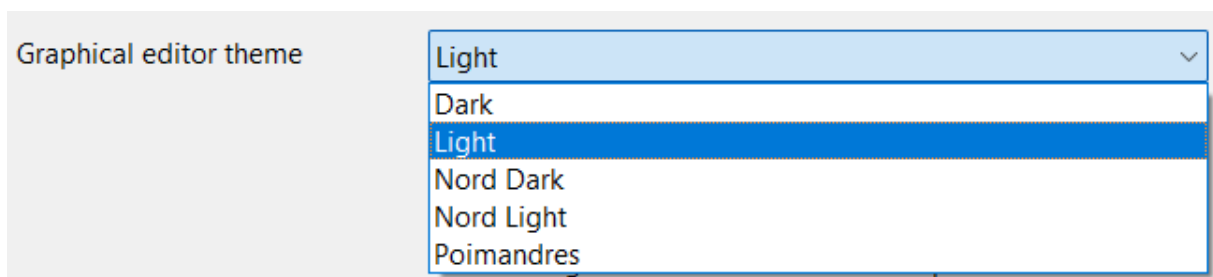 Graphical editor theme
Light
Dark
Light
Nord Dark
Nord Light
Poimandres